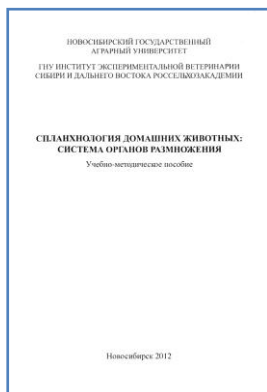 НОВОСИБИРСКИЙ ГОСУДАРСТВЕННЫЙ
АГРАРНЫЙ УНИВЕРСИТЕТ
ГНУ ИНСТИТУТ ЭКСПЕРИМЕНТАЛЬНОЙ ВЕТЕРИНАРИИ
СИБИРИ И ДАЛЬНЕГО ВОСТОКА РОССЕЛЬХОЗАКАДЕМИИ
СПЛАНХНОЛОГИЯ ДОМАШНИХ ЖИВОТНЫХ:
СИСТЕМА ОРГАНОВ РАЗМНОЖЕНИЯ
Учебно-методическое пособие
Новосибирск 2012